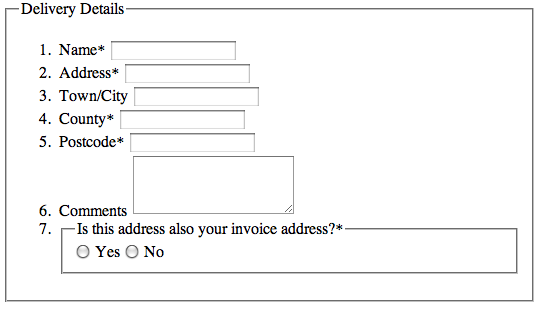 Delivery Details
1. Name*
2. Address*
3. Town/City
4. County*
5. Postcode*
6. Comments
7. Is this address also your invoice address?*
Yes No